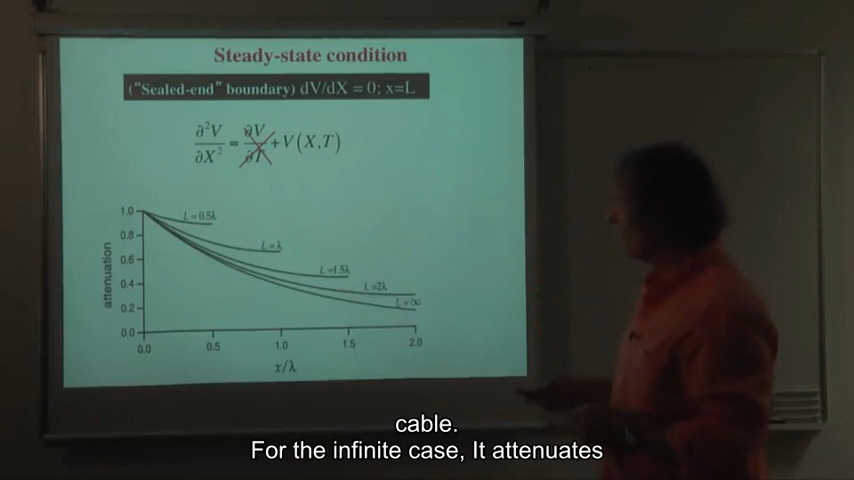 Steady-state condition
("Sealed-end" boundary) dV/dX = 0; x=L
∂²V/∂X² = ∂V/∂T + V(X,T)
1.0
0.8
0.6
0.4
0.2
0.0
attenuation
L = 0.5λ
L = λ
L = 1.5λ
L = 2λ
L = ∞
0.0 0.5 1.0 1.5 2.0
x/λ
cable.
For the infinite case, It attenuates